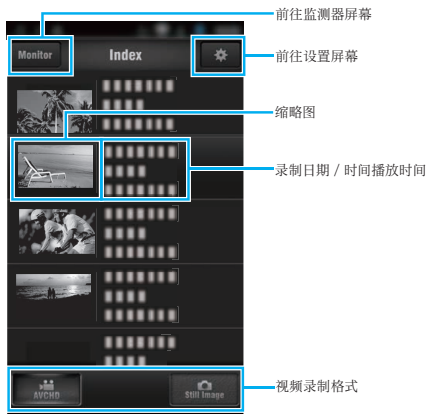 前往监测器屏幕
Monitor
Index
前往设置屏幕
缩略图
录制日期 / 时间播放时间
AVCHD
Still Image
视频录制格式